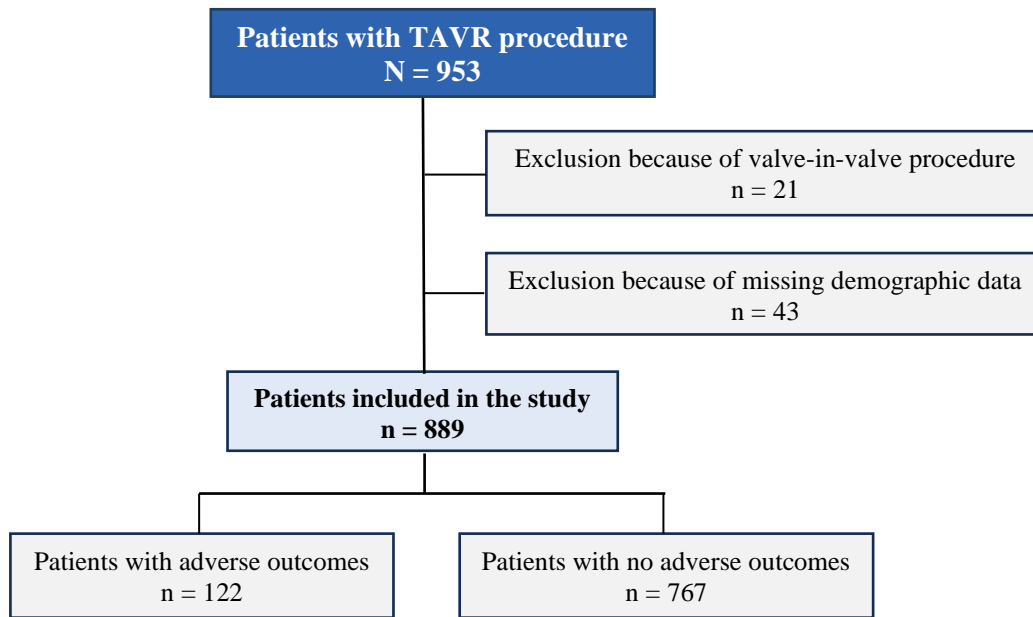 Patients with TAVR procedure
N = 953
Exclusion because of valve-in-valve procedure
n = 21
Exclusion because of missing demographic data
n = 43
Patients included in the study
n = 889
Patients with adverse outcomes
n = 122
Patients with no adverse outcomes
n = 767